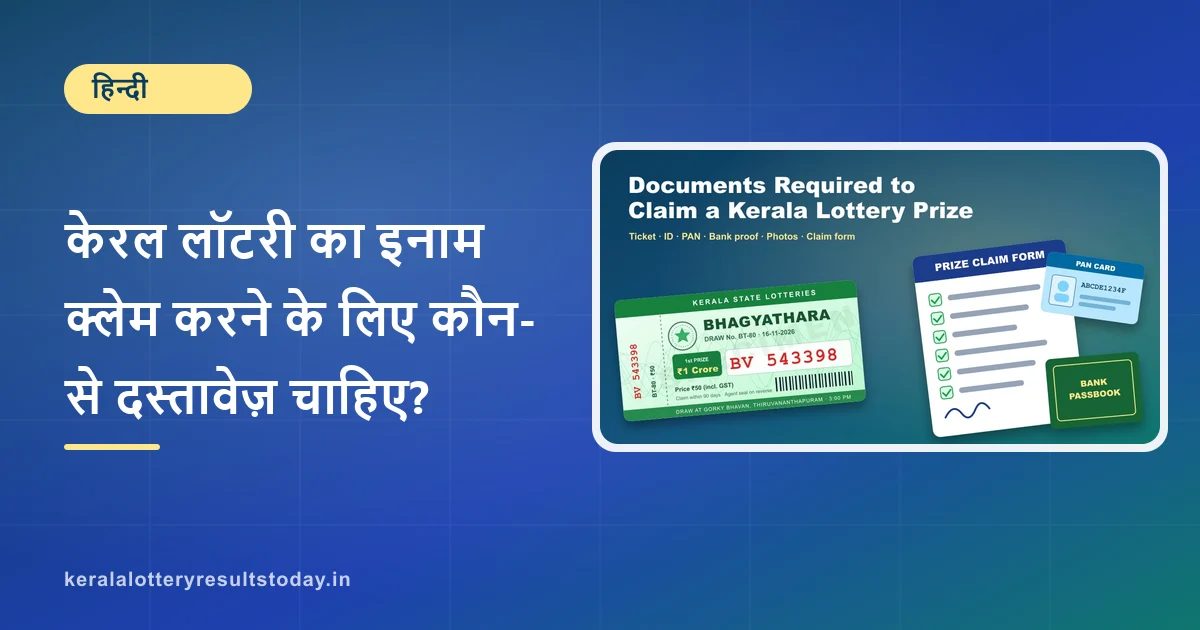 हिन्दी
केरल लॉटरी का इनाम
क्लेम करने के लिए कौन-
से दस्तावेज़ चाहिए?
keralalotteryresultstoday.in
Documents Required to
Claim a Kerala Lottery Prize
Ticket · ID · PAN · Bank proof · Photos · Claim form
KERALA STATE LOTTERIES
BV 543398
BT-80 · ₹50
BHAGYATHARA
DRAW No. BT-80 · 16-11-2026
1st PRIZE
₹1 Crore
BV 543398
Price ₹50 (incl. GST)
Claim within 90 days · Agent seal on reverse
DRAW AT GORKY BHAVAN, THIRUVANANTHAPURAM · 3:00 PM
PRIZE CLAIM FORM
PAN CARD
ABCDE1234F
BANK
PASSBOOK